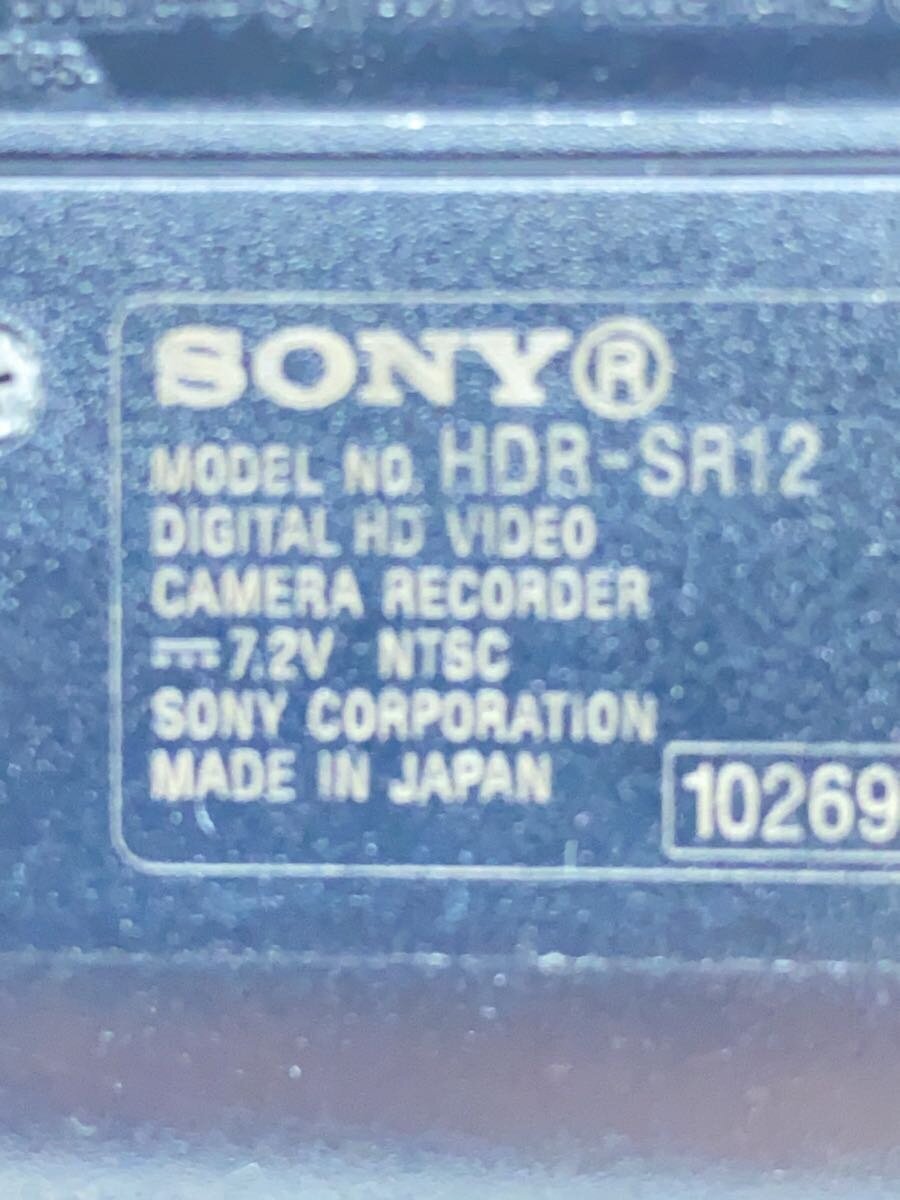 SONY®
MODEL NO. HDR-SR12
DIGITAL HD VIDEO
CAMERA RECORDER
⎓7.2V NTSC
SONY CORPORATION
MADE IN JAPAN
10269